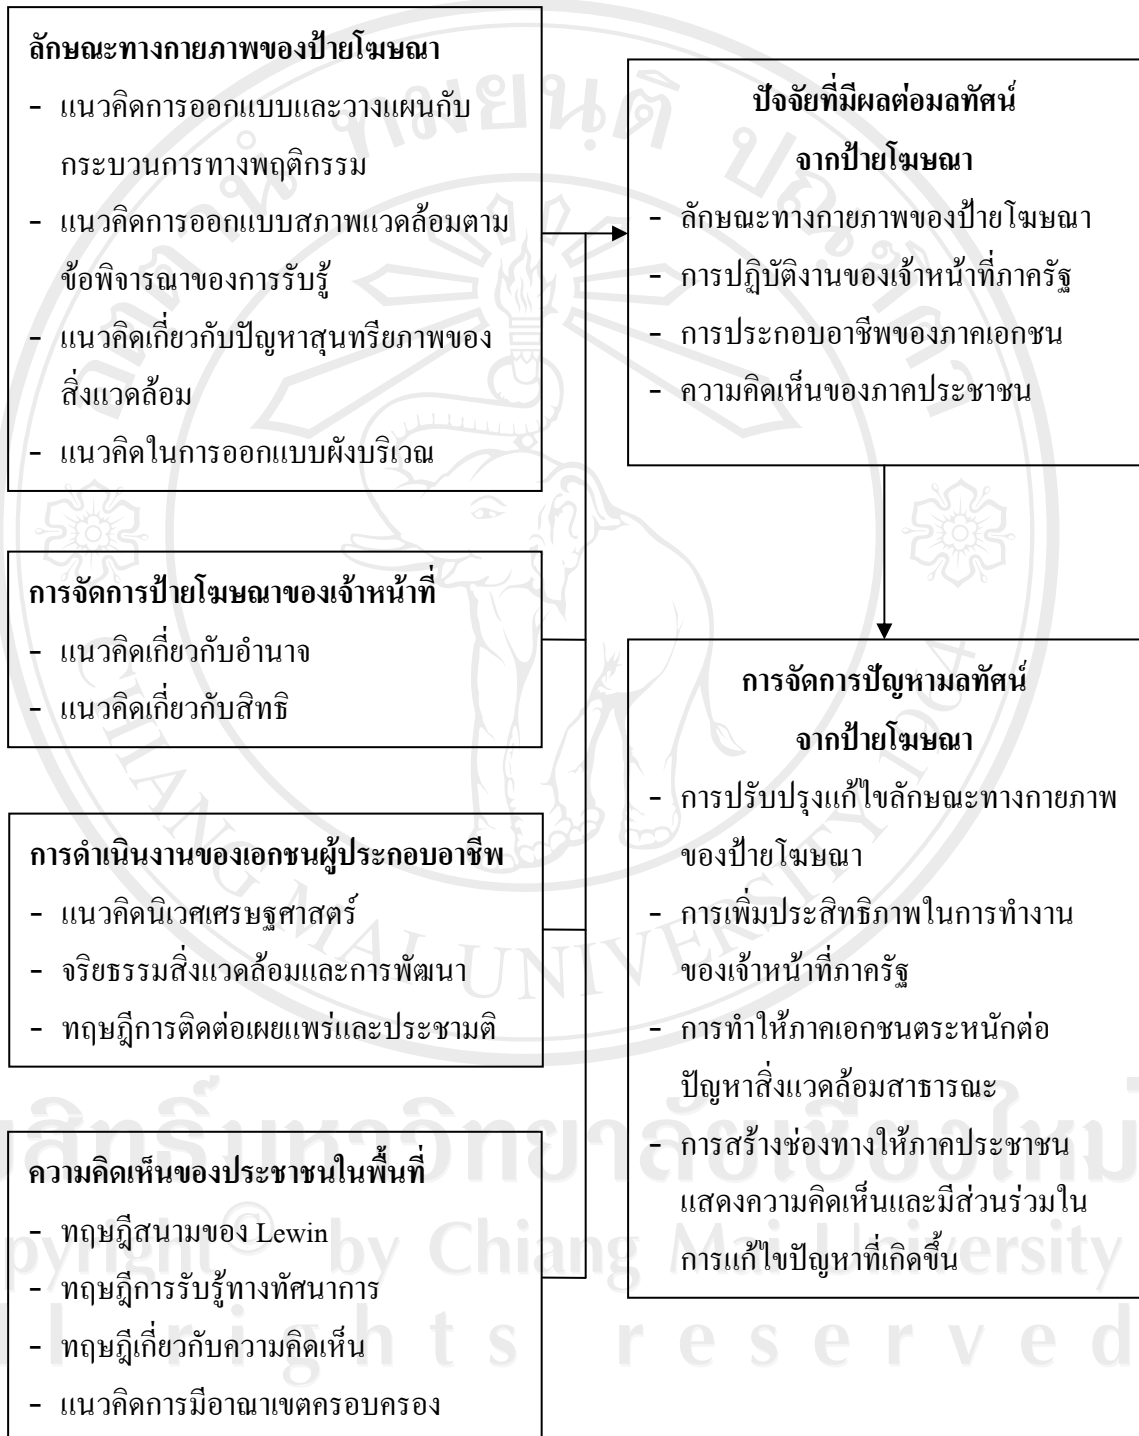 ลักษณะทางกายภาพของป้ายโฆษณา
- แนวคิดการออกแบบและวางแผนกับ
กระบวนการทางพฤติกรรม
- แนวคิดการออกแบบสภาพแวดล้อมตาม
ข้อพิจารณาของการรับรู้
- แนวคิดเกี่ยวกับปัญหาสุนทรียภาพของ
สิ่งแวดล้อม
- แนวคิดในการออกแบบผังบริเวณ
การจัดการป้ายโฆษณาของเจ้าหน้าที่
- แนวคิดเกี่ยวกับอำนาจ
- แนวคิดเกี่ยวกับสิทธิ
การดำเนินงานของเอกชนผู้ประกอบอาชีพ
- แนวคิดนิเวศเศรษฐศาสตร์
- จริยธรรมสิ่งแวดล้อมและการพัฒนา
- ทฤษฎีการติดต่อเผยแพร่และประชามติ
ความคิดเห็นของประชาชนในพื้นที่
- ทฤษฎีสนามของ Lewin
- ทฤษฎีการรับรู้ทางทัศนาการ
- ทฤษฎีเกี่ยวกับความคิดเห็น
- แนวคิดการมีอาณาเขตครอบครอง
ปัจจัยที่มีผลต่อมลทัศน์
จากป้ายโฆษณา
- ลักษณะทางกายภาพของป้ายโฆษณา
- การปฏิบัติงานของเจ้าหน้าที่ภาครัฐ
- การประกอบอาชีพของภาคเอกชน
- ความคิดเห็นของภาคประชาชน
การจัดการปัญหามลทัศน์
จากป้ายโฆษณา
- การปรับปรุงแก้ไขลักษณะทางกายภาพ
ของป้ายโฆษณา
- การเพิ่มประสิทธิภาพในการทำงาน
ของเจ้าหน้าที่ภาครัฐ
- การทำให้ภาคเอกชนตระหนักต่อ
ปัญหาสิ่งแวดล้อมสาธารณะ
- การสร้างช่องทางให้ภาคประชาชน
แสดงความคิดเห็นและมีส่วนร่วมใน
การแก้ไขปัญหาที่เกิดขึ้น
CHIANG MAI UNIVERSITY 1964
© by Chiang Mai University
rights reserved